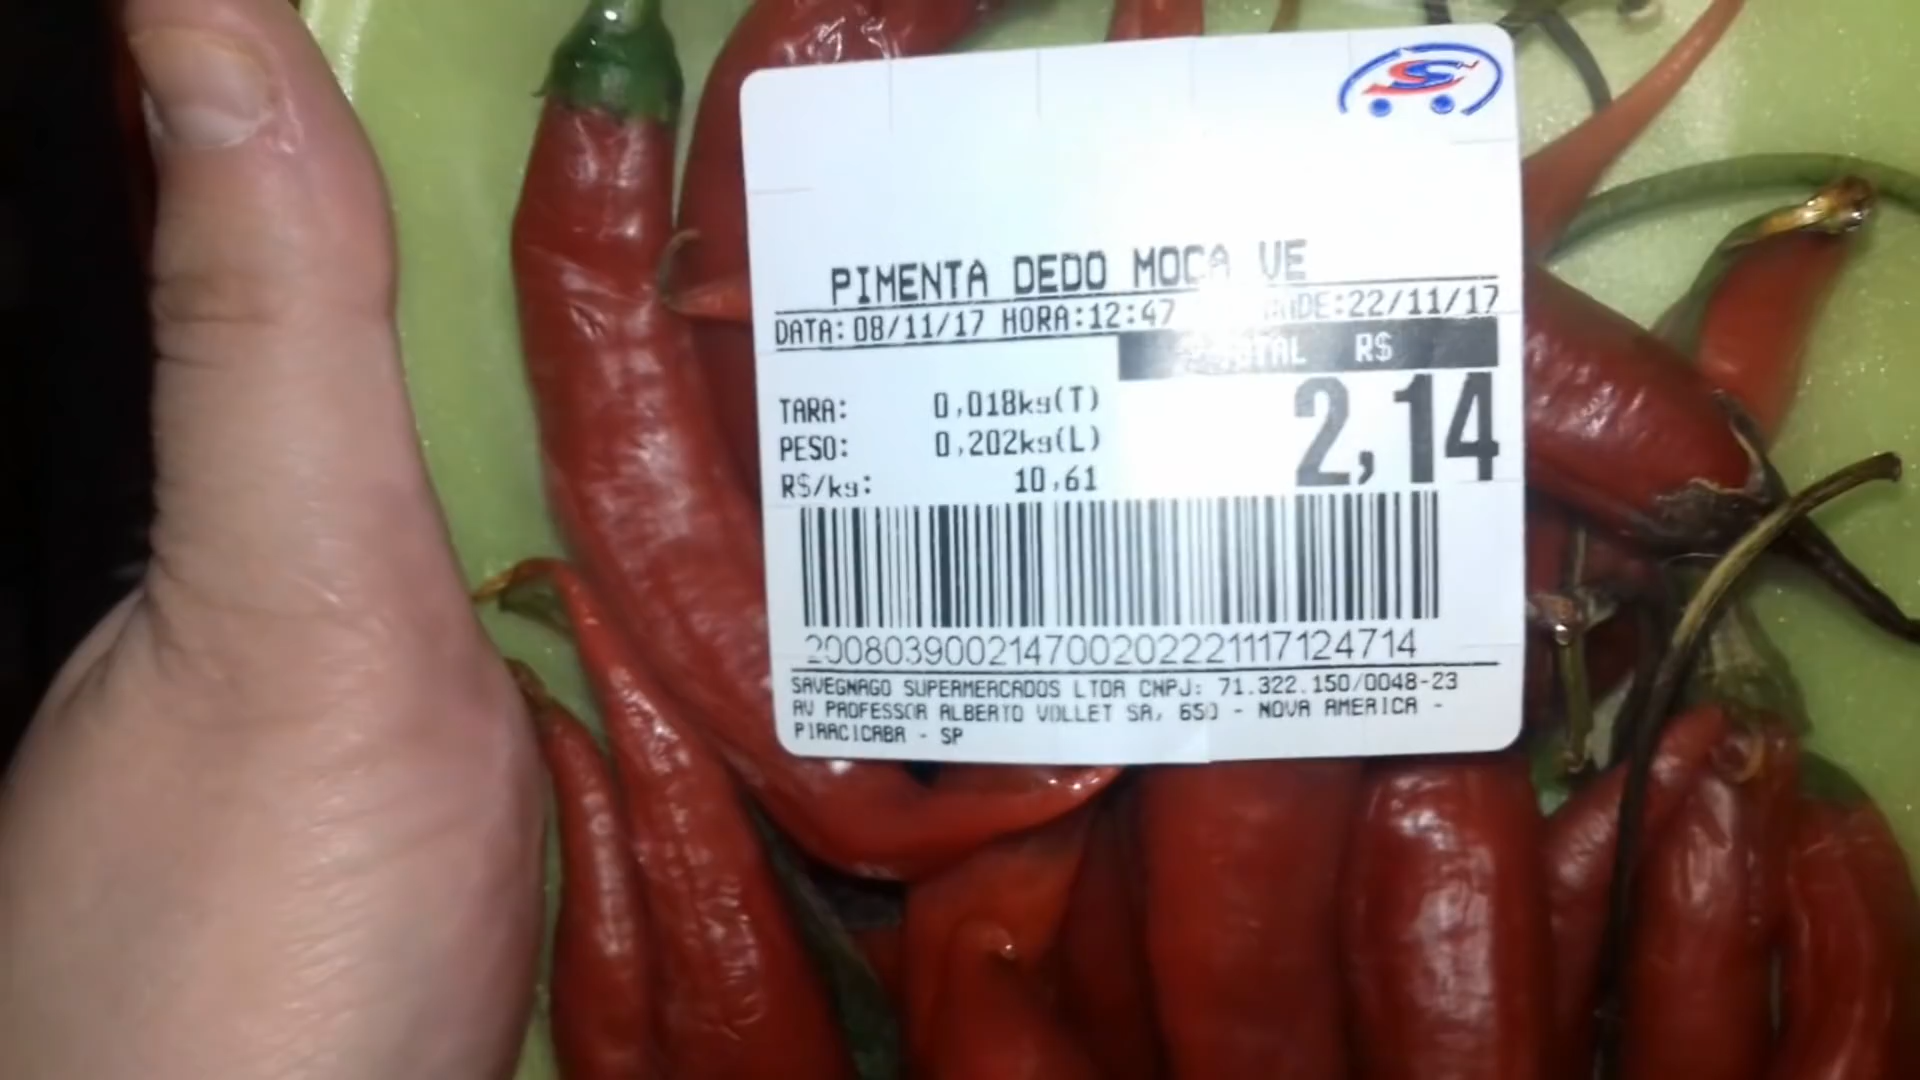 PIMENTA DEDO MOCA VE
DATA: 08/11/17 HORA:12:47 22/11/17
TOTAL R$
TARA: 0,018kg(T)
2,14
PESO: 0,202kg(L)
R$/kg: 10,61
200803900214700202221117124714
SAVEGNAGO SUPERMERCADOS LTDA CNPJ: 71.322.150/0048-23
AV PROFESSOR ALBERTO VOLLET SA, 650 - NOVA AMERICA -
PIRACICABA - SP